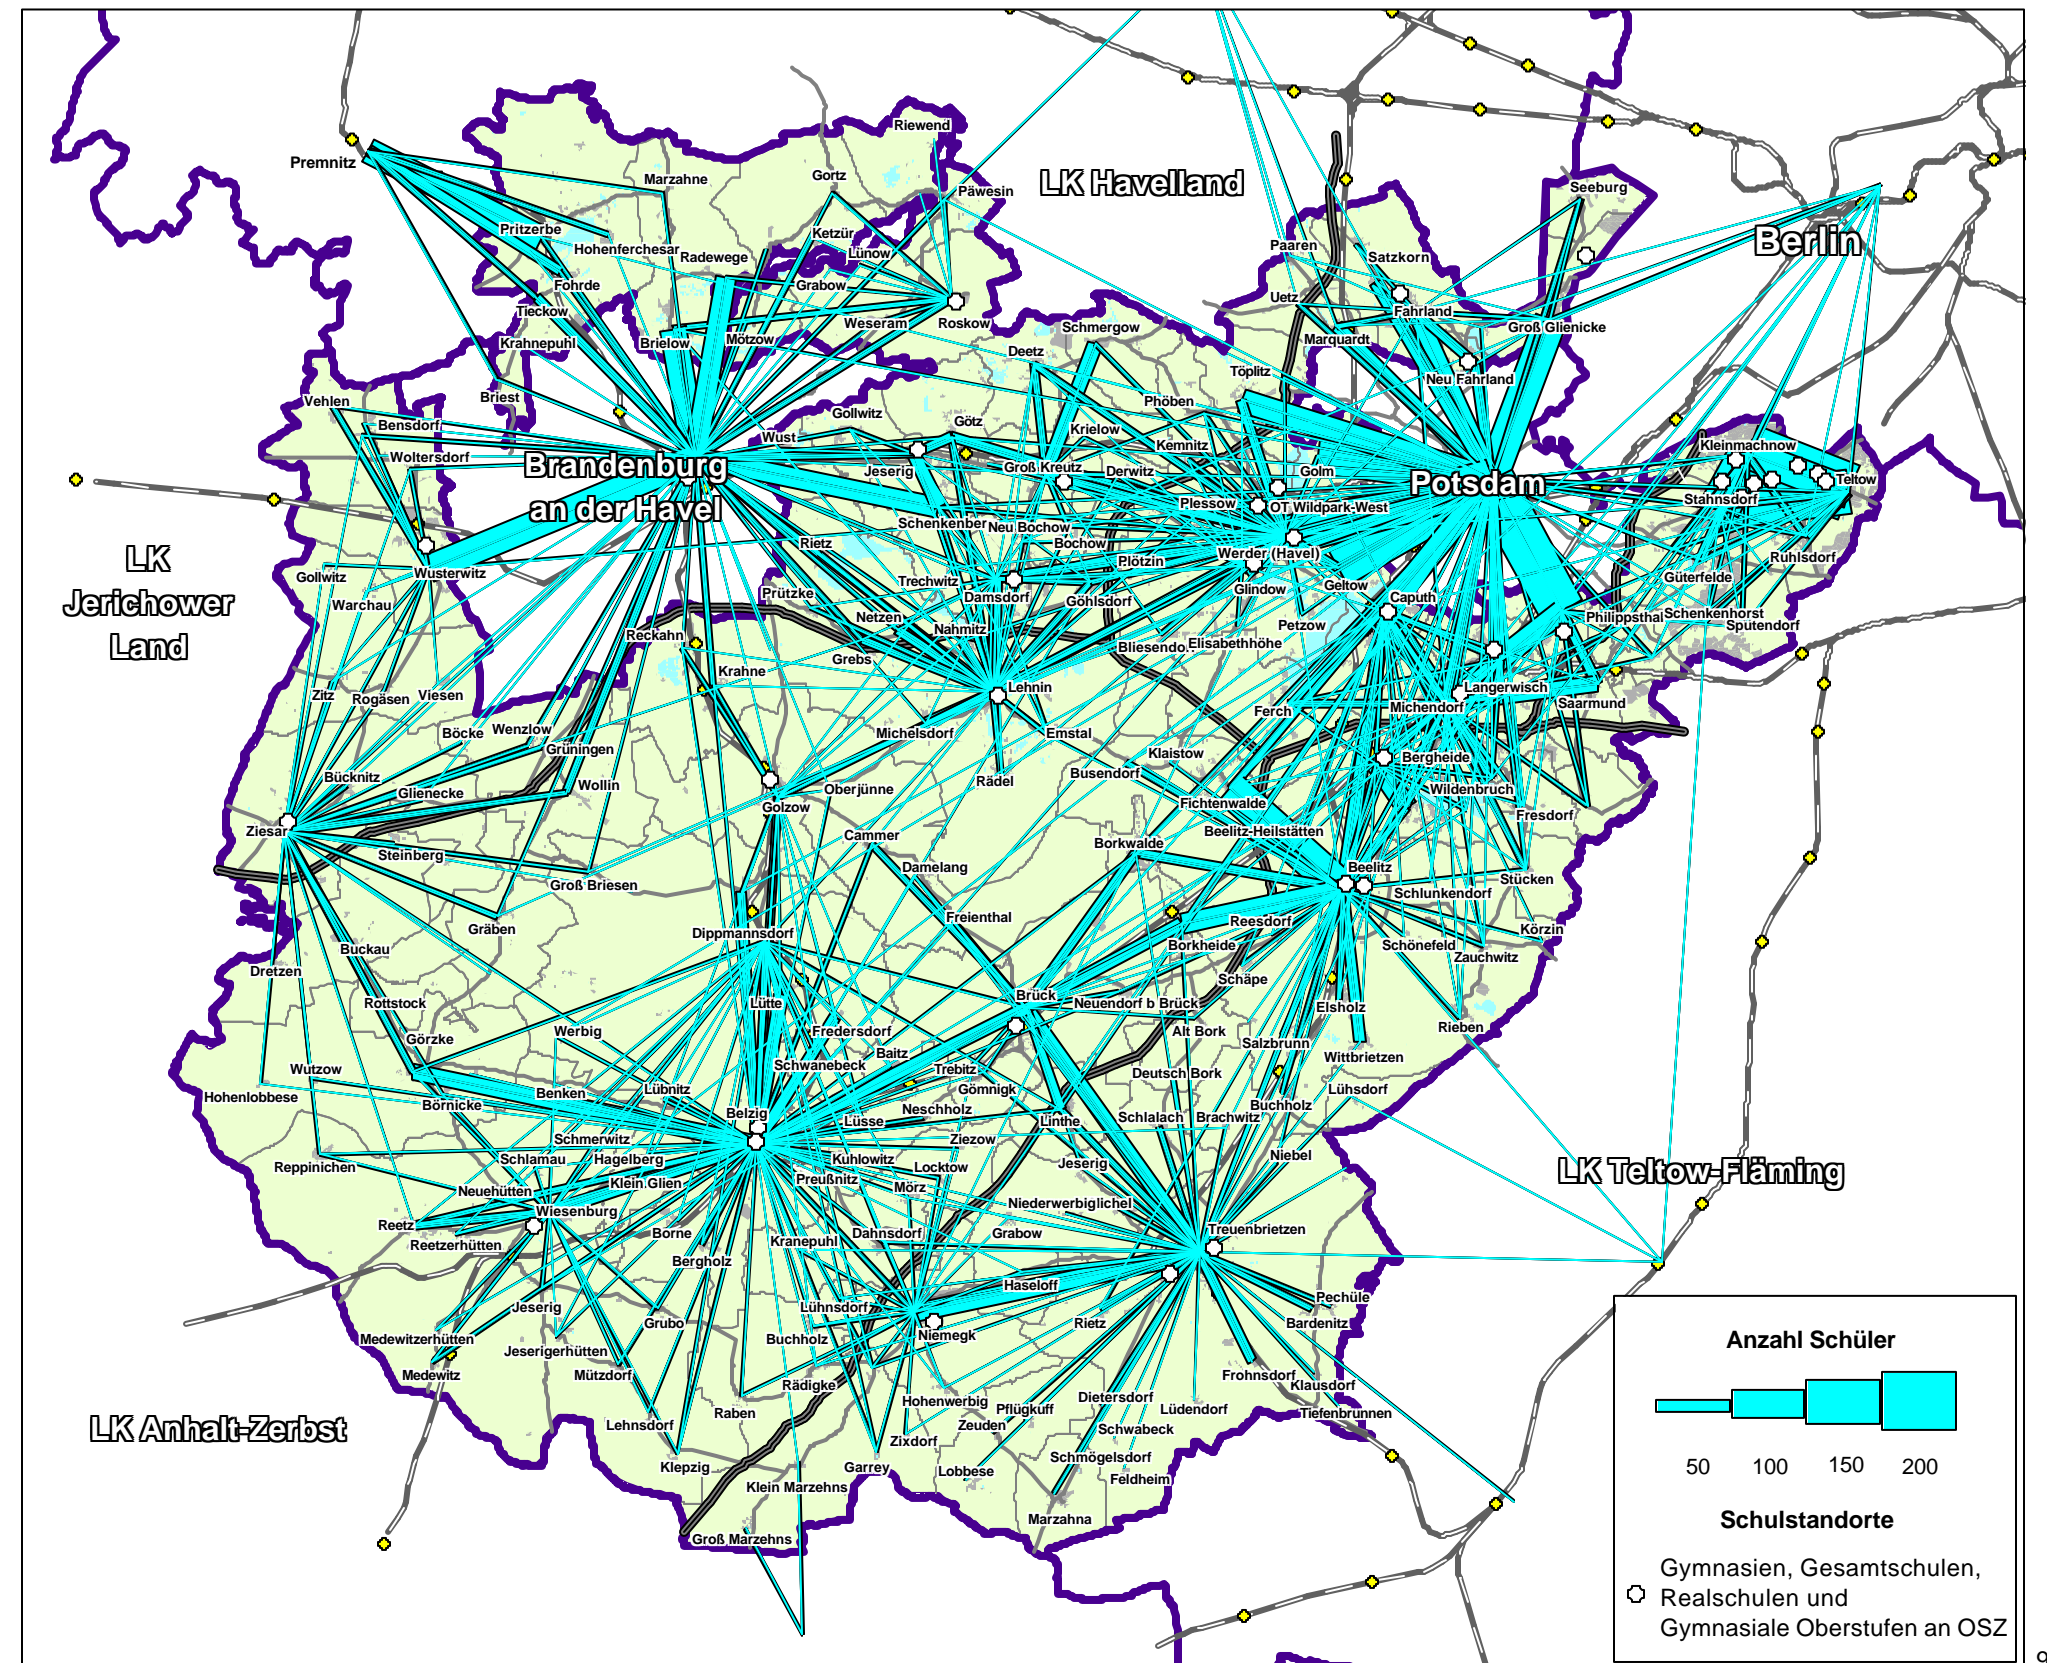 Riewend
Premnitz
Marzahne
Gortz
Päwesin
LK Havelland
Seeburg
Pritzerbe
Hohenferchesar
Radewege
Ketzür
Lünow
Paaren
Satzkorn
Berlin
Fohrde
Grabow
Uetz
Tieckow
Krahnepuhl
Brielow
Mötzow
Weseram
Roskow
Schmergow
Fahrland
Groß Glienicke
Marquardt
Deetz
Töplitz
Neu Fahrland
Vehlen
Briest
Phöben
Bensdorf
Gollwitz
Götz
Krielow
Kemnitz
Kleinmachnow
Woltersdorf
Wust
Brandenburg
an der Havel
Jeserig
Groß Kreutz
Derwitz
Golm
Potsdam
Teltow
Plessow
OT Wildpark-West
Stahnsdorf
Schenkenber
Neu Bochow
Bochow
Rietz
Werder (Havel)
Plötzin
Ruhlsdorf
LK
Jerichower
Land
Gollwitz
Wusterwitz
Trechwitz
Damsdorf
Göhlsdorf
Glindow
Geltow
Güterfelde
Warchau
Prützke
Caputh
Netzen
Nahmitz
Petzow
Philippsthal
Schenkenhorst
Sputendorf
Reckahn
Grebs
Bliesendo
Elisabethhöhe
Krahne
Lehnin
Langerwisch
Zitz
Rogäsen
Viesen
Ferch
Michendorf
Saarmund
Böcke
Wenzlow
Grüningen
Michelsdorf
Emstal
Klaistow
Bergheide
Bücknitz
Glienecke
Wollin
Rädel
Busendorf
Wildenbruch
Golzow
Oberjünne
Fichtenwalde
Fresdorf
Ziesar
Cammer
Beelitz-Heilstätten
Borkwalde
Steinberg
Damelang
Beelitz
Groß Briesen
Schlunkendorf
Stücken
Gräben
Dippmannsdorf
Freienthal
Reesdorf
Borkheide
Schönefeld
Körzin
Buckau
Zauchwitz
Dretzen
Schäpe
Rottstock
Lütte
Brück
Neuendorf b Brück
Elsholz
Rieben
Görzke
Werbig
Fredersdorf
Alt Bork
Salzbrunn
Baitz
Wittbrietzen
Wutzow
Schwanebeck
Trebitz
Deutsch Bork
Hohenlobbese
Benken
Lübnitz
Gömnigk
Lühsdorf
Börnicke
Belzig
Neschholz
Buchholz
Lüsse
Linthe
Schlalach
Brachwitz
Schmerwitz
Ziezow
Reppinichen
Schlamau
Hagelberg
Kuhlowitz
Locktow
Jeserig
Niebel
LK Teltow-Fläming
Neuehütten
Klein Glien
Preußnitz
Mörz
Niederwerbiglichel
Reetz
Wiesenburg
Treuenbrietzen
Reetzerhütten
Borne
Kranepuhl
Dahnsdorf
Grabow
Bergholz
Haseloff
Pechüle
Jeserig
Lühnsdorf
Bardenitz
Medewitzerhütten
Grubo
Buchholz
Niemegk
Rietz
Jeserigerhütten
Medewitz
Mützdorf
Rädigke
Frohnsdorf
Klausdorf
Hohenwerbig
Dietersdorf
Lüdendorf
Raben
Pflügkuff
Tiefenbrunnen
LK Anhalt-Zerbst
Lehnsdorf
Zeuden
Schwabeck
Zixdorf
Klepzig
Garrey
Lobbese
Schmögelsdorf
Feldheim
Klein Marzehns
Marzahna
Groß Marzehns
Anzahl Schüler
50
100
150
200
Schulstandorte
Gymnasien, Gesamtschulen,
Realschulen und
Gymnasiale Oberstufen an OSZ